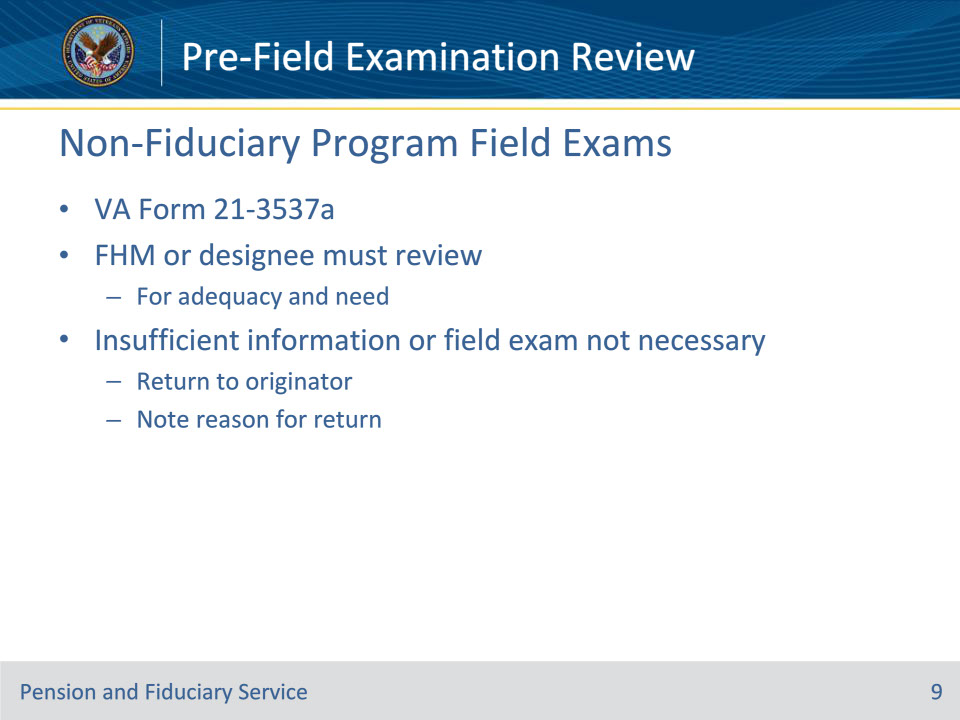 Pre-Field Examination Review
Non-Fiduciary Program Field Exams
• VA Form 21-3537a
• FHM or designee must review
– For adequacy and need
• Insufficient information or field exam not necessary
– Return to originator
– Note reason for return
Pension and Fiduciary Service
9